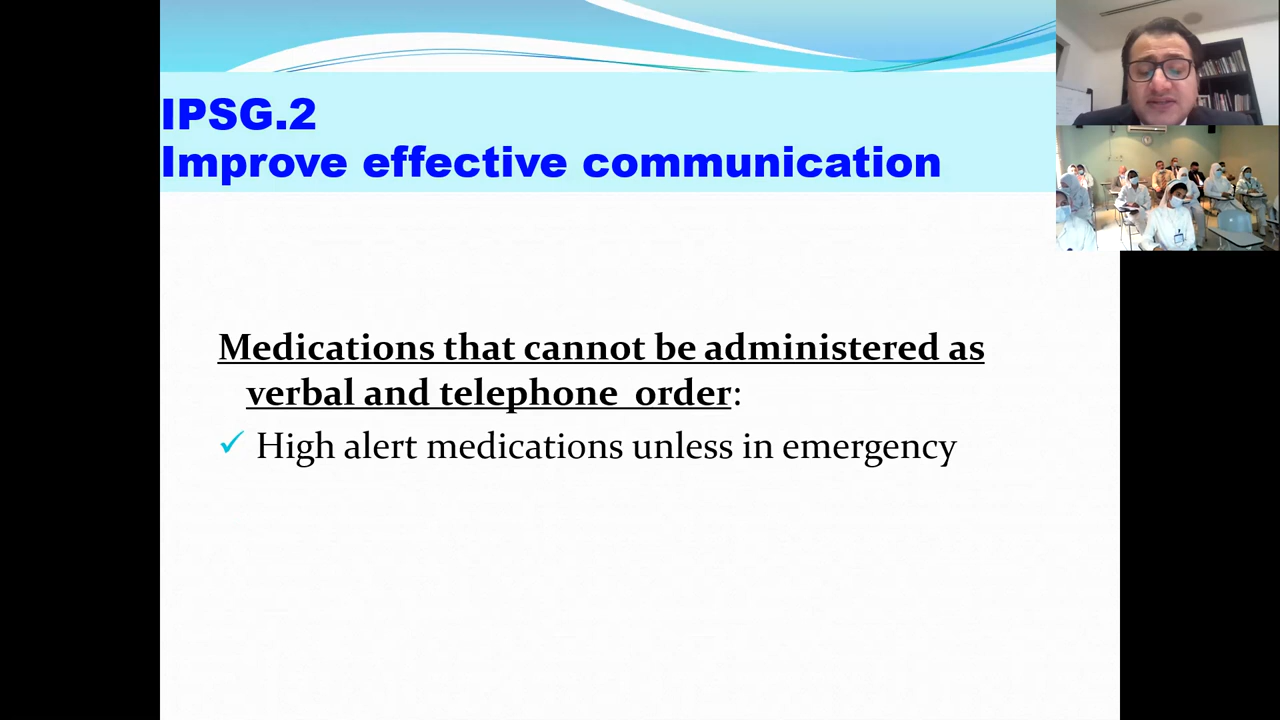 IPSG.2
Improve effective communication
Medications that cannot be administered as
verbal and telephone order:
✓ High alert medications unless in emergency